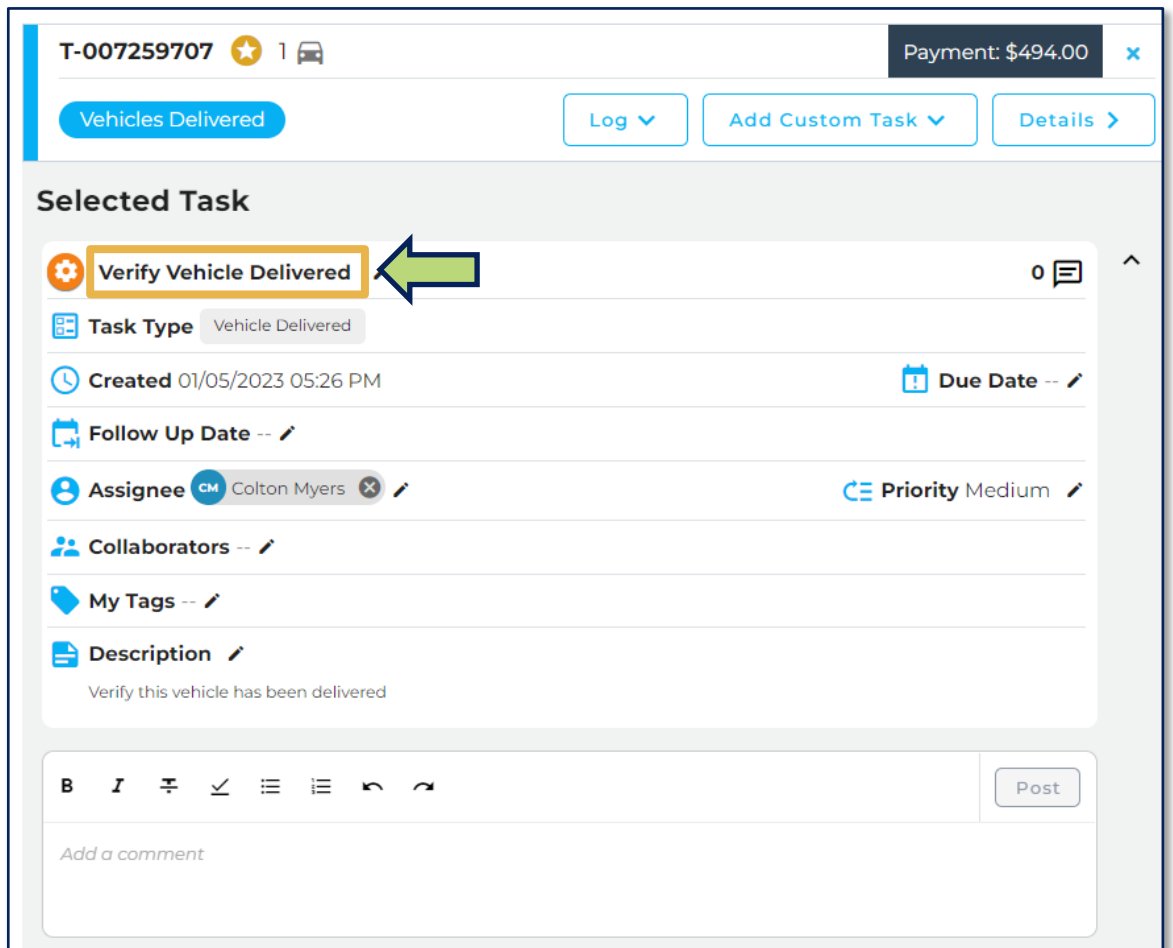 T-007259707 1 Payment: $494.00 ×
Vehicles Delivered Log Add Custom Task Details
Selected Task
Verify Vehicle Delivered 0
Task Type Vehicle Delivered
Created 01/05/2023 05:26 PM Due Date --
Follow Up Date --
Assignee CM Colton Myers Priority Medium
Collaborators --
My Tags --
Description
Verify this vehicle has been delivered
B I T Post
Add a comment